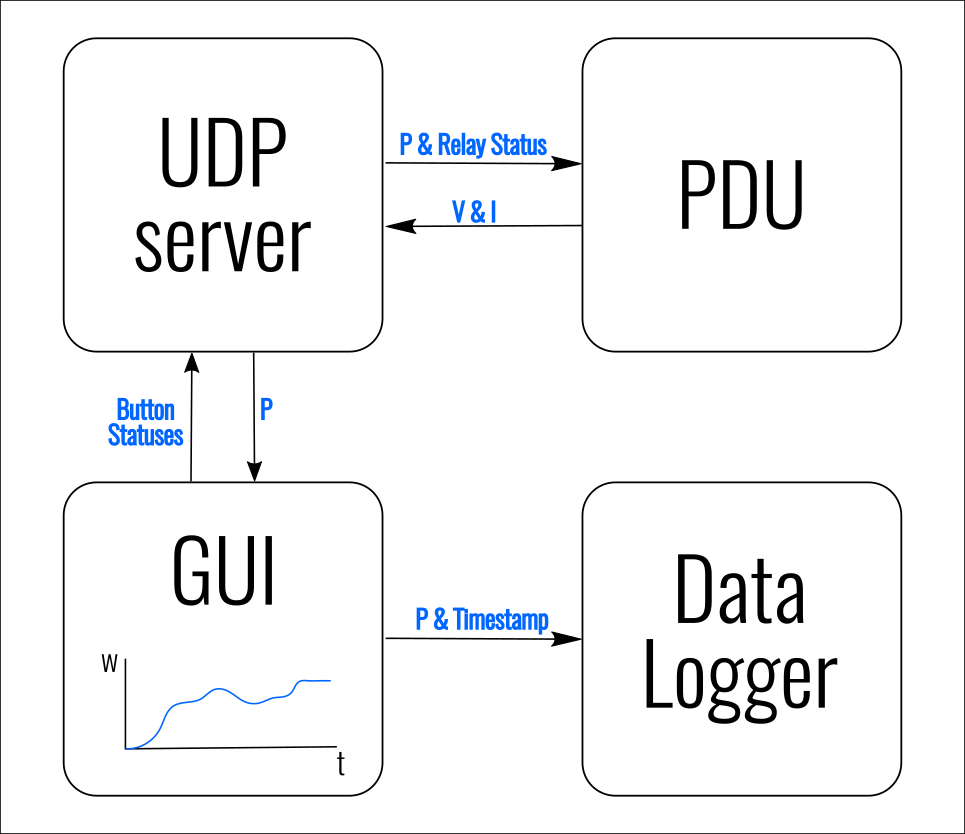 UDP
server
P & Relay Status
V & I
PDU
Button
Statuses
P
GUI
W
t
P & Timestamp
Data
Logger